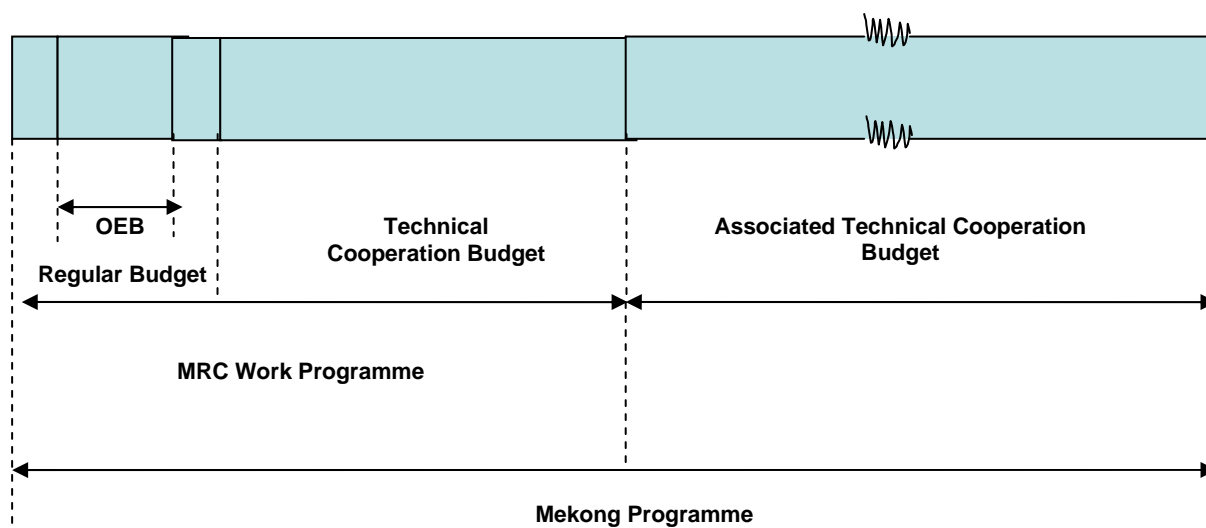 OEB
Technical
Cooperation Budget
Associated Technical Cooperation
Budget
Regular Budget
MRC Work Programme
Mekong Programme